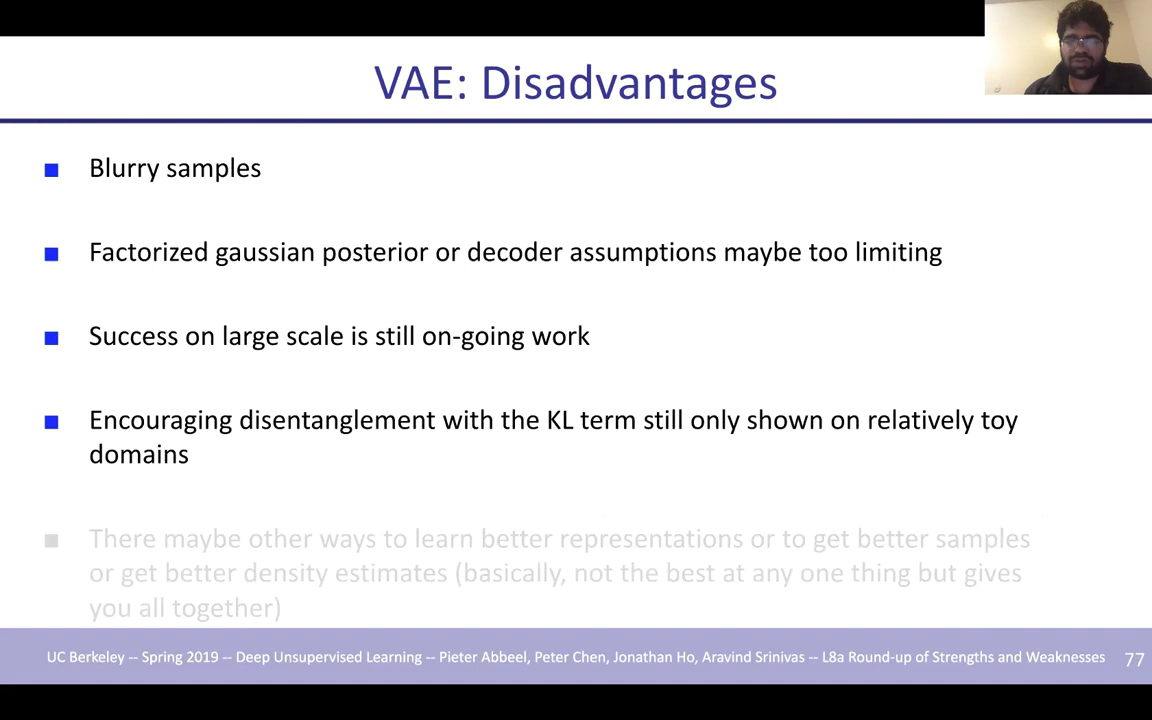 VAE: Disadvantages
Blurry samples
Factorized gaussian posterior or decoder assumptions maybe too limiting
Success on large scale is still on-going work
Encouraging disentanglement with the KL term still only shown on relatively toy
domains
There maybe other ways to learn better representations or to get better samples
or get better density estimates (basically, not the best at any one thing but gives
you all together)
UC Berkeley -- Spring 2019 -- Deep Unsupervised Learning -- Pieter Abbeel, Peter Chen, Jonathan Ho, Aravind Srinivas -- L8a Round-up of Strengths and Weaknesses 77